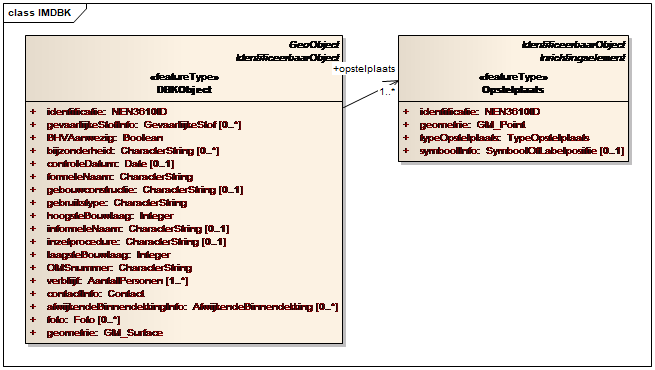 class IMDBK
GeoObject
IdentificeerbaarObject
«featureType»
DBKObject
+ identificatie: NEN3610ID
+ gevaarlijkeStofInfo: GevaarlijkeStof [0..*]
+ BHVAanwezig: Boolean
+ bijzonderheid: CharacterString [0..*]
+ controleDatum: Date [0..1]
+ formeleNaam: CharacterString
+ gebouwconstructie: CharacterString [0..1]
+ gebruikstype: CharacterString
+ hoogsteBouwlaag: Integer
+ informeleNaam: CharacterString [0..1]
+ inzetprocedure: CharacterString [0..1]
+ laagsteBouwlaag: Integer
+ OMSnummer: CharacterString
+ verblijf: AantalPersonen [1..*]
+ contactInfo: Contact
+ afwijkendeBinnendekkingInfo: AfwijkendeBinnendekking [0..*]
+ foto: Foto [0..*]
+ geometrie: GM_Surface
+opstelplaats
1..*
IdentificeerbaarObject
Inrichtingselement
«featureType»
Opstelplaats
+ identificatie: NEN3610ID
+ geometrie: GM_Point
+ typeOpstelplaats: TypeOpstelplaats
+ symboolInfo: SymboolOfLabelpositie [0..1]